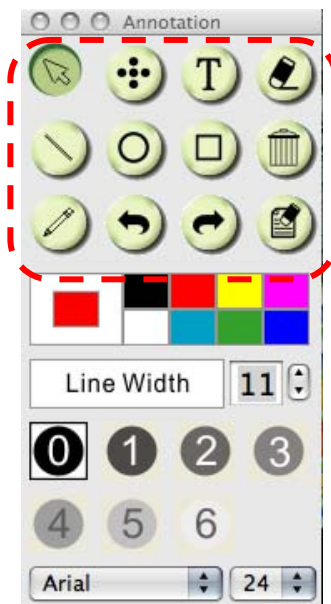 Annotation
T
Line Width 11
0 1 2 3
4 5 6
Arial 24